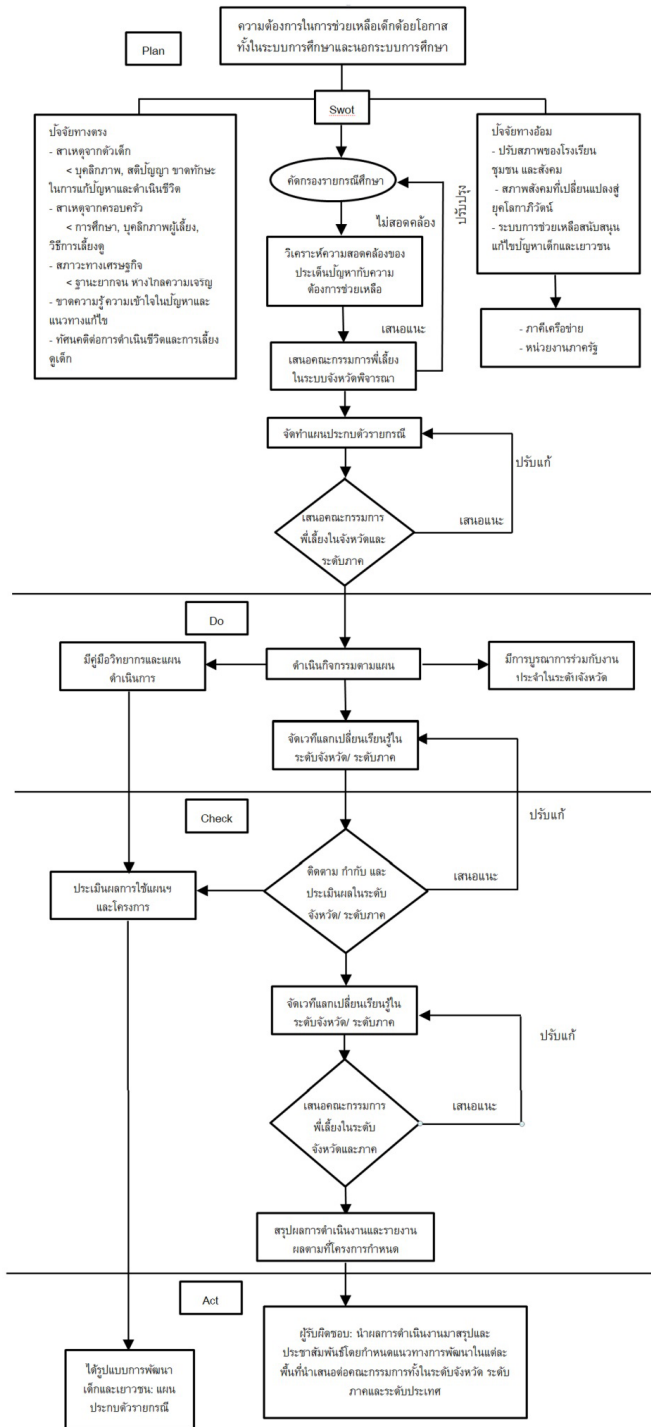 ความต้องการในการช่วยเหลือเด็กด้อยโอกาส
ทั้งในระบบการศึกษาและนอกระบบการศึกษา
Plan
Swot
ปัจจัยทางตรง
- สาเหตุจากตัวเด็ก
< บุคลิกภาพ, สติปัญญา ขาดทักษะ
ในการแก้ปัญหาและดำเนินชีวิต
- สาเหตุจากครอบครัว
< การศึกษา, บุคลิกภาพผู้เลี้ยง,
วิธีการเลี้ยงดู
- สภาวะทางเศรษฐกิจ
< ฐานะยากจน ห่างไกลความเจริญ
- ขาดความรู้ ความเข้าใจในปัญหาและ
แนวทางแก้ไข
- ทัศนคติต่อการดำเนินชีวิตและการเลี้ยง
ดูเด็ก
คัดกรองรายกรณีศึกษา
ไม่สอดคล้อง
ปรับปรุง
วิเคราะห์ความสอดคล้องของ
ประเด็นปัญหากับความ
ต้องการช่วยเหลือ
เสนอแนะ
เสนอคณะกรรมการพี่เลี้ยง
ในระบบจังหวัดพิจารณา
ปัจจัยทางอ้อม
- ปรับสภาพของโรงเรียน
ชุมชน และสังคม
- สภาพสังคมที่เปลี่ยนแปลงสู่
ยุคโลกาภิวัตน์
- ระบบการช่วยเหลือสนับสนุน
แก้ไขปัญหาเด็กและเยาวชน
- ภาคีเครือข่าย
- หน่วยงานภาครัฐ
จัดทำแผนประกบตัวรายกรณี
ปรับแก้
เสนอคณะกรรมการ
พี่เลี้ยงในจังหวัดและ
ระดับภาค
เสนอแนะ
Do
มีคู่มือวิทยากรและแผน
ดำเนินการ
ดำเนินกิจกรรมตามแผน
มีการบูรณาการร่วมกับงาน
ประจำในระดับจังหวัด
จัดเวทีแลกเปลี่ยนเรียนรู้ใน
ระดับจังหวัด/ ระดับภาค
Check
ปรับแก้
ประเมินผลการใช้แผนฯ
และโครงการ
ติดตาม กำกับ และ
ประเมินผลในระดับ
จังหวัด/ ระดับภาค
เสนอแนะ
จัดเวทีแลกเปลี่ยนเรียนรู้ใน
ระดับจังหวัด/ ระดับภาค
ปรับแก้
เสนอคณะกรรมการ
พี่เลี้ยงในระดับ
จังหวัดและภาค
เสนอแนะ
สรุปผลการดำเนินงานและรายงาน
ผลตามที่โครงการกำหนด
Act
ผู้รับผิดชอบ: นำผลการดำเนินงานมาสรุปและ
ประชาสัมพันธ์โดยกำหนดแนวทางการพัฒนาในแต่ละ
พื้นที่นำเสนอต่อคณะกรรมการทั้งในระดับจังหวัด ระดับ
ภาคและระดับประเทศ
ได้รูปแบบการพัฒนา
เด็กและเยาวชน: แผน
ประกบตัวรายกรณี